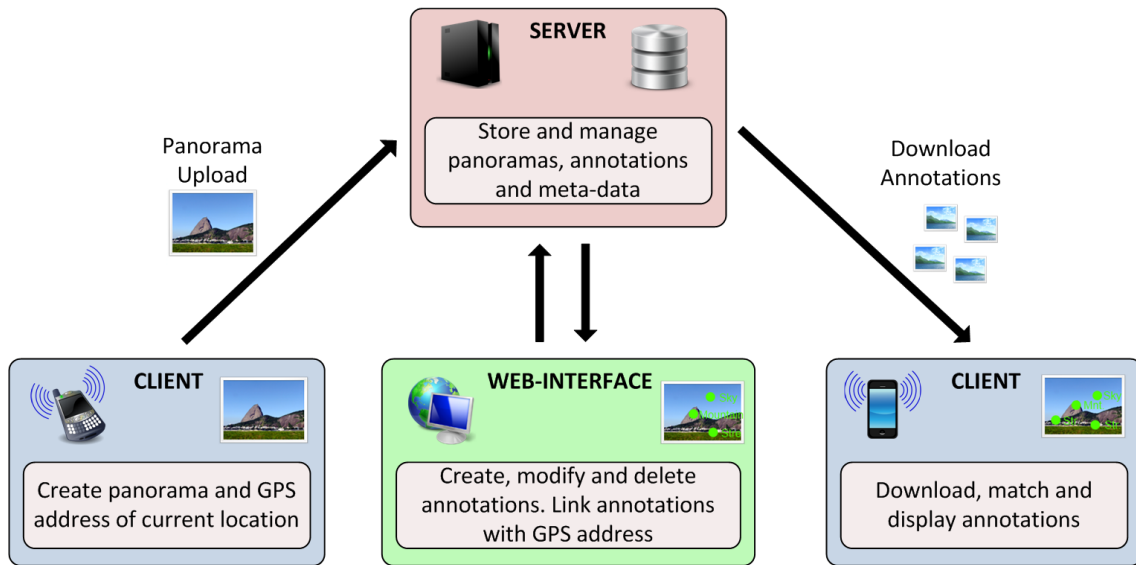 SERVER
Store and manage
panoramas, annotations
and meta-data
Panorama
Upload
Download
Annotations
CLIENT
Create panorama and GPS
address of current location
WEB-INTERFACE
Sky
Create, modify and delete
annotations. Link annotations
with GPS address
CLIENT
Download, match and
display annotations